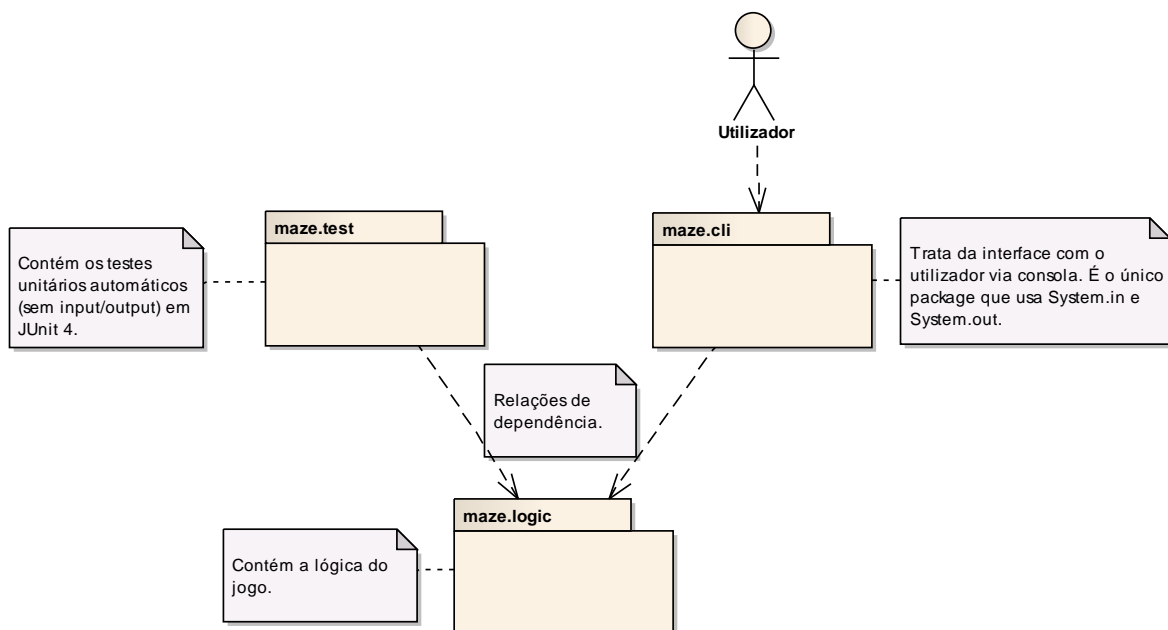 Utilizador
maze.test
maze.cli
Contém os testes
unitários automáticos
(sem input/output) em
JUnit 4.
Trata da interface com o
utilizador via consola. É o único
package que usa System.in e
System.out.
Relações de
dependência.
maze.logic
Contém a lógica do
jogo.